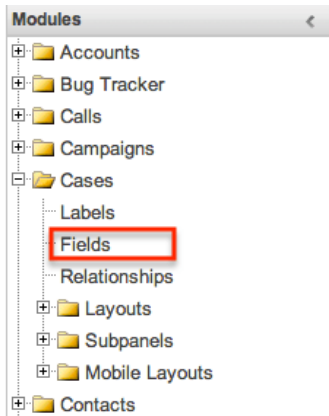 Modules
Accounts
Bug Tracker
Calls
Campaigns
Cases
Labels
Fields
Relationships
Layouts
Subpanels
Mobile Layouts
Contacts